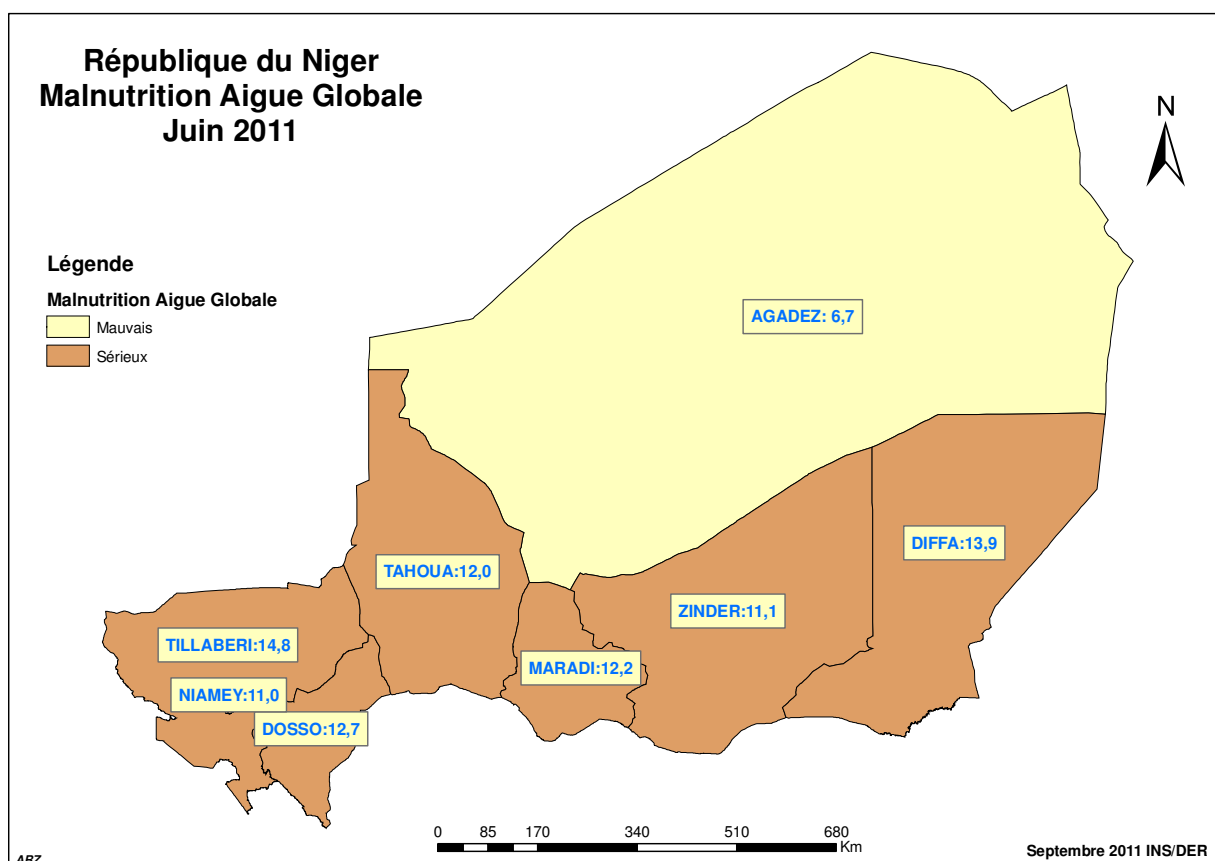 République du Niger
Malnutrition Aigue Globale
Juin 2011
N
Légende
Malnutrition Aigue Globale
Mauvais
Sérieux
AGADEZ: 6,7
DIFFA:13,9
TAHOUA:12,0
ZINDER:11,1
TILLABERI:14,8
MARADI:12,2
NIAMEY:11,0
DOSSO:12,7
0 85 170 340 510 680
Km
Septembre 2011 INS/DER